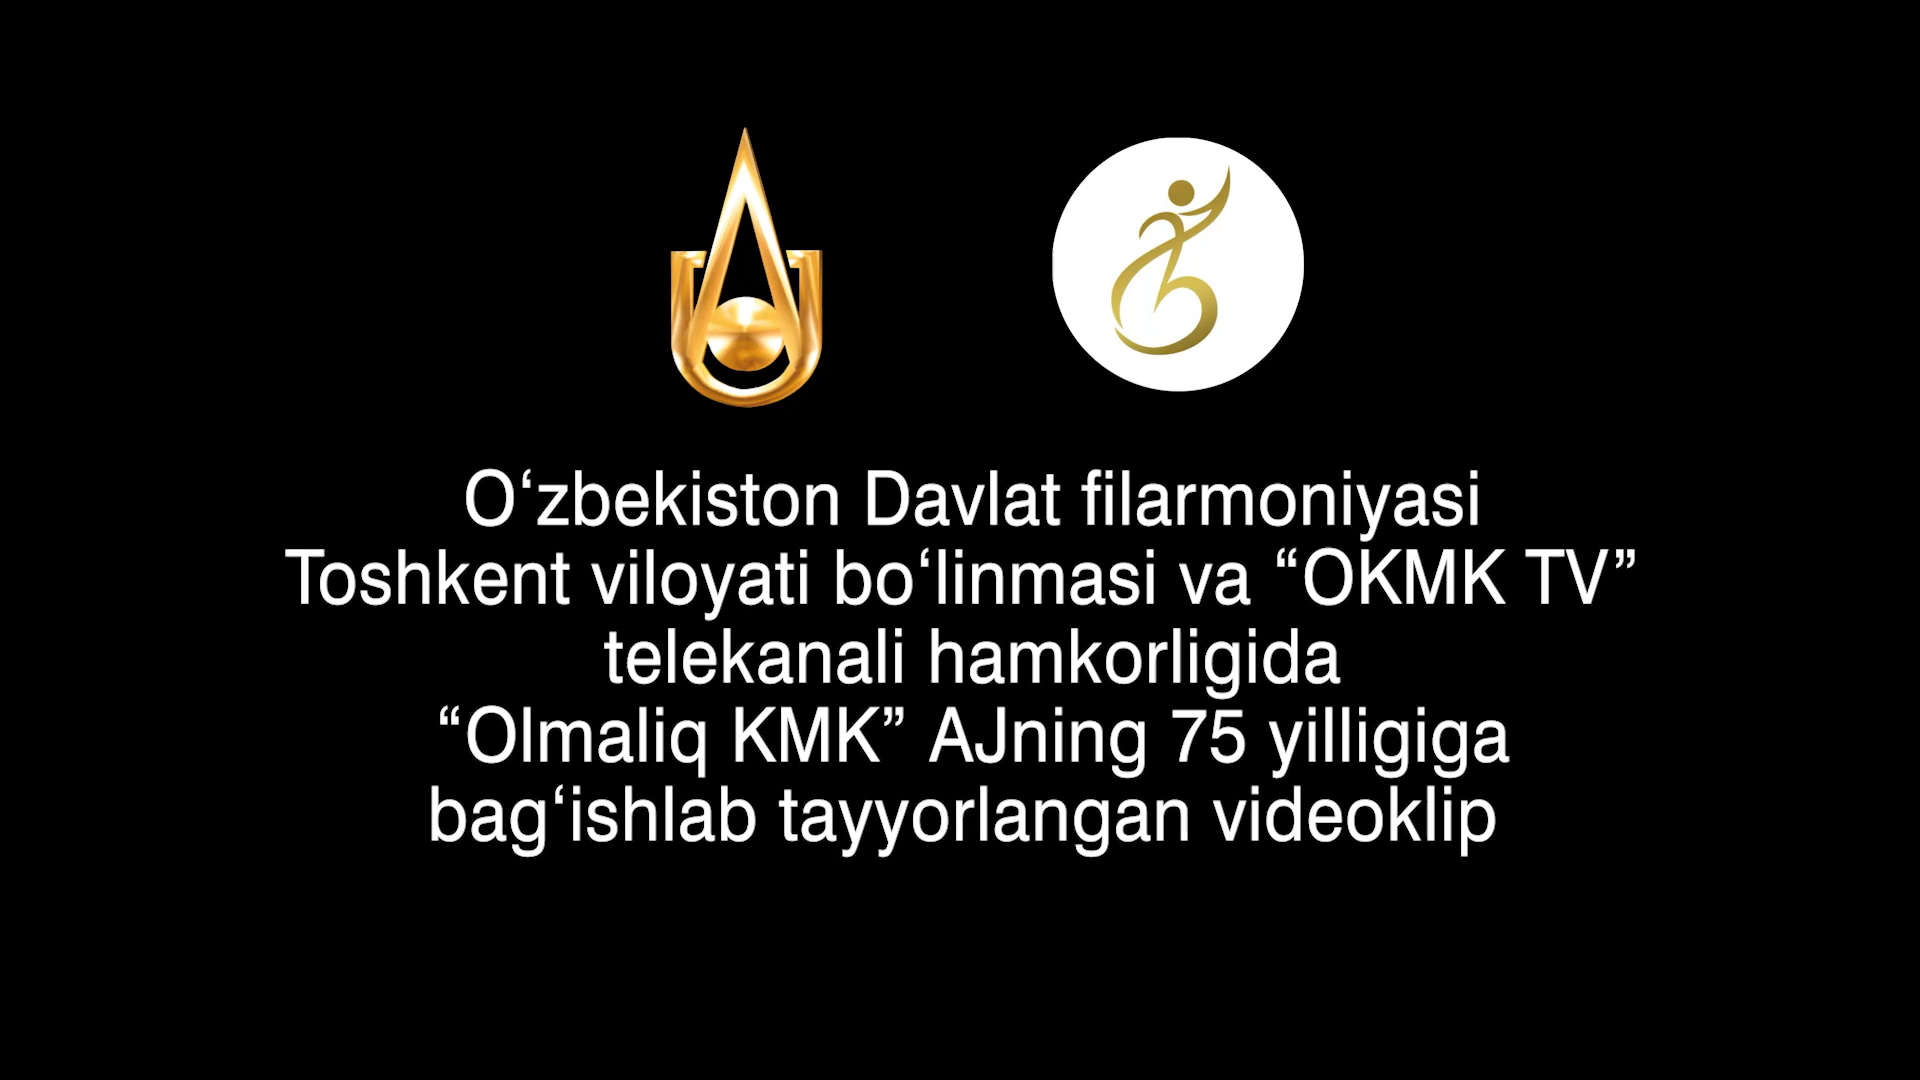 O‘zbekiston Davlat filarmoniyasi
Toshkent viloyati bo‘linmasi va “OKMK TV”
telekanali hamkorligida
“Olmaliq KMK” AJning 75 yilligiga
bag‘ishlab tayyorlangan videoklip